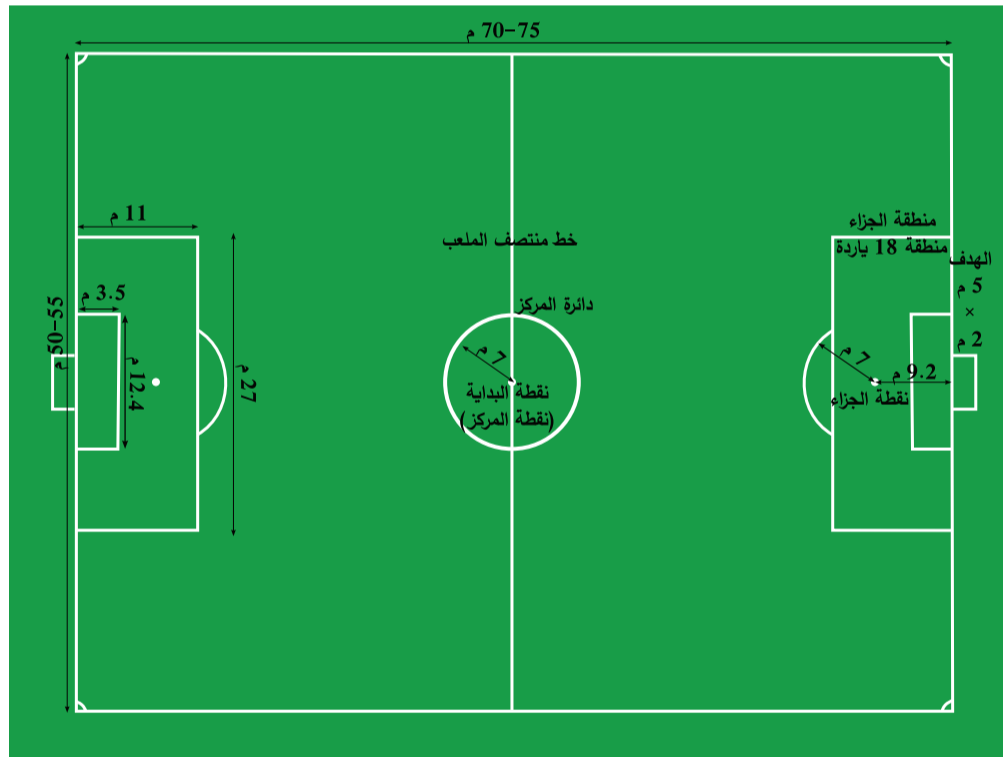 70-75 م
11 م
منطقة الجزاء
منطقة 18 ياردة
خط منتصف الملعب
الهدف
5 م
×
2 م
3.5 م
دائرة المركز
50-55 م
12.4 م
27 م
7 م
7 م
9.2 م
نقطة البداية
(نقطة المركز)
نقطة الجزاء